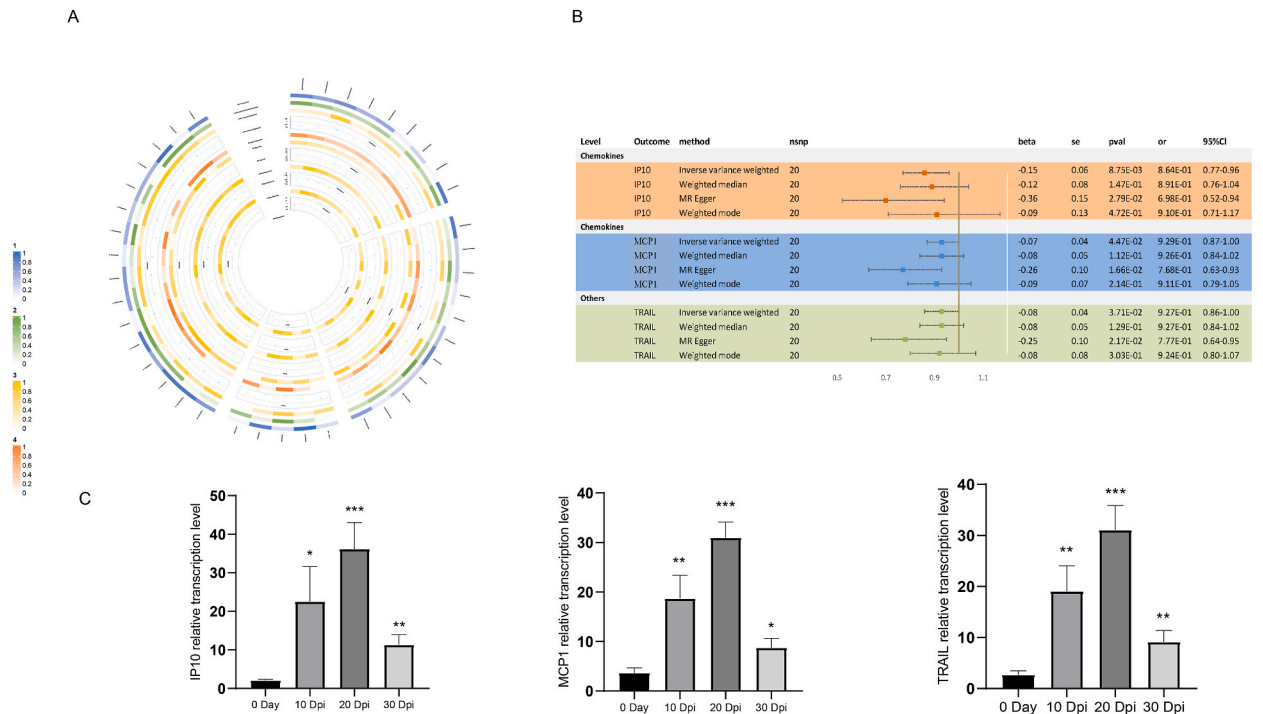 A
B
Level Outcome method nsnp beta se pval or 95%CI
Chemokines
IP10 Inverse variance weighted 20 -0.15 0.06 8.75E-03 8.64E-01 0.77-0.96
IP10 Weighted median 20 -0.12 0.08 1.47E-01 8.91E-01 0.76-1.04
IP10 MR Egger 20 -0.36 0.15 2.79E-02 6.98E-01 0.52-0.94
IP10 Weighted mode 20 -0.09 0.13 4.72E-01 9.10E-01 0.71-1.17
Chemokines
MCP1 Inverse variance weighted 20 -0.07 0.04 4.47E-02 9.29E-01 0.87-1.00
MCP1 Weighted median 20 -0.08 0.05 1.12E-01 9.26E-01 0.84-1.02
MCP1 MR Egger 20 -0.26 0.10 1.66E-02 7.68E-01 0.63-0.93
MCP1 Weighted mode 20 -0.09 0.07 2.14E-01 9.11E-01 0.79-1.05
Others
TRAIL Inverse variance weighted 20 -0.08 0.04 3.71E-02 9.27E-01 0.86-1.00
TRAIL Weighted median 20 -0.08 0.05 1.29E-01 9.27E-01 0.84-1.02
TRAIL MR Egger 20 -0.25 0.10 2.17E-02 7.77E-01 0.64-0.95
TRAIL Weighted mode 20 -0.08 0.08 3.03E-01 9.24E-01 0.80-1.07
0.5 0.7 0.9 1.1
1
1
0.8
0.6
0.4
0.2
0
2
1
0.8
0.6
0.4
0.2
0
3
1
0.8
0.6
0.4
0.2
0
4
1
0.8
0.6
0.4
0.2
0
C
IP10 relative transcription level
50
40
30
20
10
0
*
***
**
0 Day 10 Dpi 20 Dpi 30 Dpi
MCP1 relative transcription level
40
30
20
10
0
**
***
*
0 Day 10 Dpi 20 Dpi 30 Dpi
TRAIL relative transcription level
40
30
20
10
0
**
***
**
0 Day 10 Dpi 20 Dpi 30 Dpi